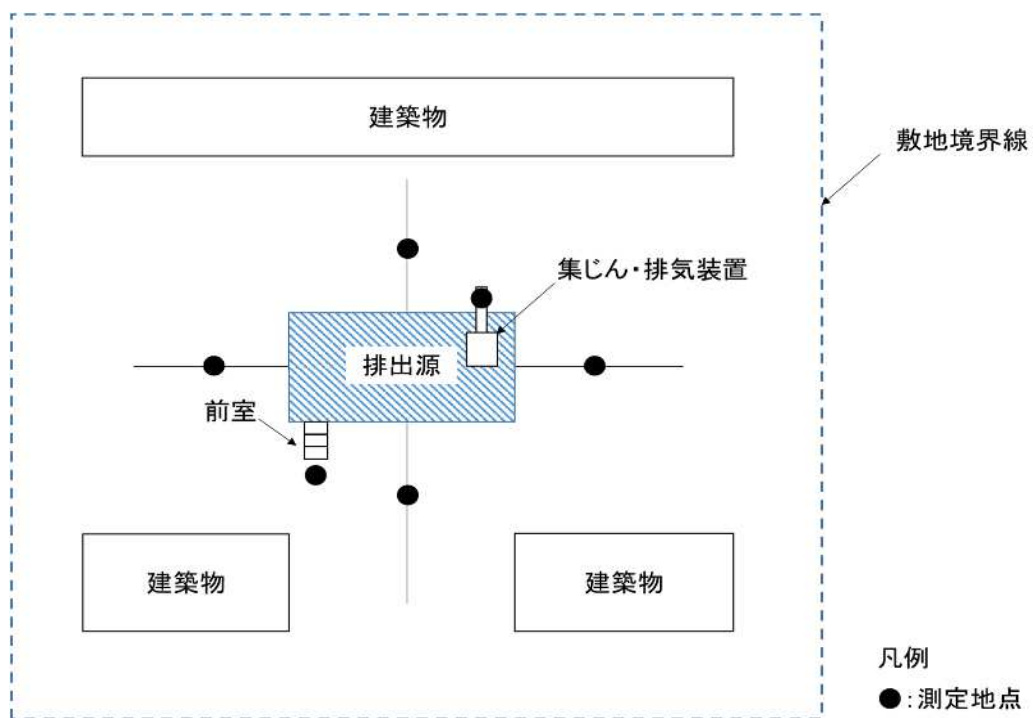 建築物
敷地境界線
集じん・排気装置
排出源
前室
建築物
建築物
凡例
●:測定地点